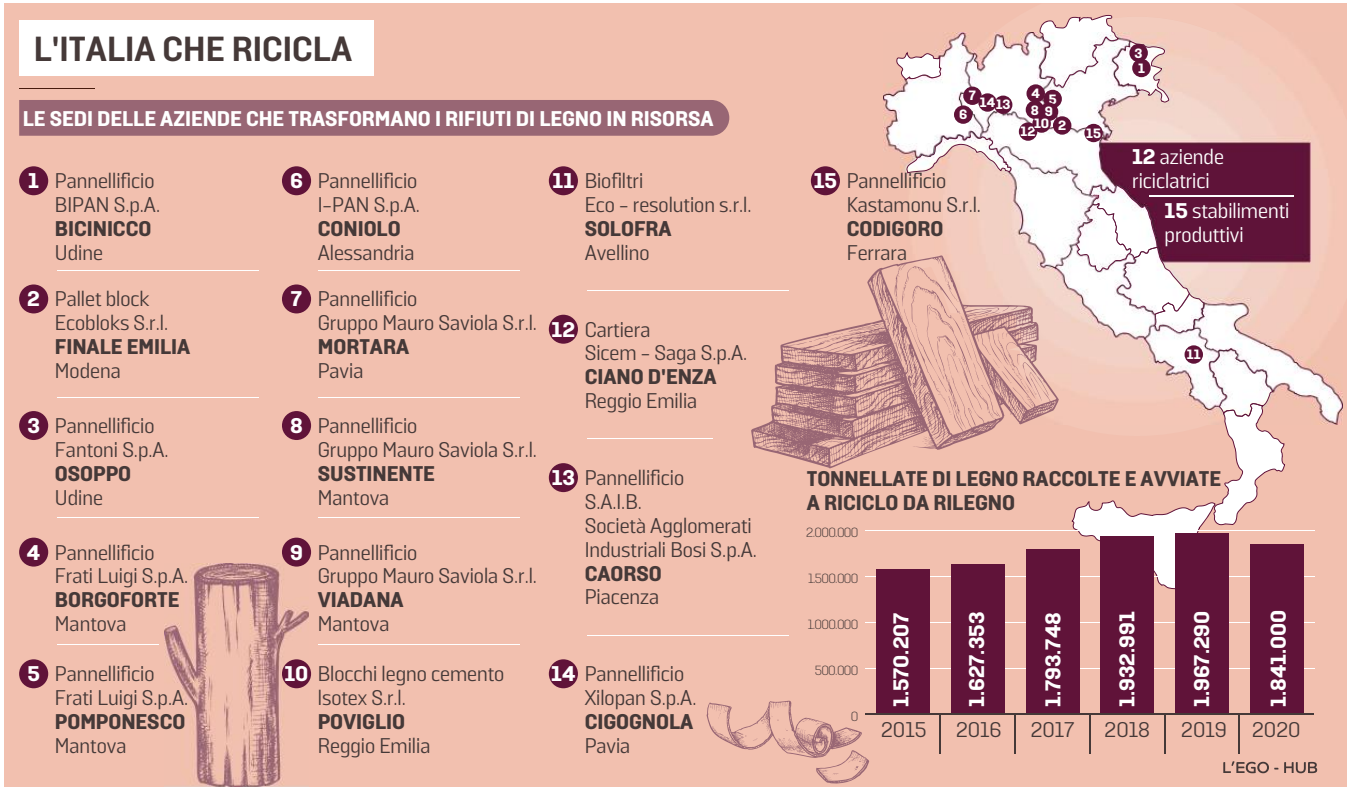 L'ITALIA CHE RICICLA
LE SEDI DELLE AZIENDE CHE TRASFORMANO I RIFIUTI DI LEGNO IN RISORSA
1 Pannellificio
BIPAN S.p.A.
BICINICCO
Udine
2 Pallet block
Ecobloks S.r.l.
FINALE EMILIA
Modena
3 Pannellificio
Fantoni S.p.A.
OSOPPO
Udine
4 Pannellificio
Frati Luigi S.p.A.
BORGOFORTE
Mantova
5 Pannellificio
Frati Luigi S.p.A.
POMPONESCO
Mantova
6 Pannellificio
I-PAN S.p.A.
CONIOLO
Alessandria
7 Pannellificio
Gruppo Mauro Saviola S.r.l.
MORTARA
Pavia
8 Pannellificio
Gruppo Mauro Saviola S.r.l.
SUSTINENTE
Mantova
9 Pannellificio
Gruppo Mauro Saviola S.r.l.
VIADANA
Mantova
10 Blocchi legno cemento
Isotex S.r.l.
POVIGLIO
Reggio Emilia
11 Biofiltri
Eco - resolution s.r.l.
SOLOFRA
Avellino
12 Cartiera
Sicem - Saga S.p.A.
CIANO D'ENZA
Reggio Emilia
13 Pannellificio
S.A.I.B.
Società Agglomerati
Industriali Bosi S.p.A.
CAORSO
Piacenza
14 Pannellificio
Xilopan S.p.A.
CIGOGNOLA
Pavia
15 Pannellificio
Kastamonu S.r.l.
CODIGORO
Ferrara
3
1
7
14
13
6
4
5
8
9
10
12
2
15
11
12 aziende
riciclatrici
15 stabilimenti
produttivi
TONNELLATE DI LEGNO RACCOLTE E AVVIATE
A RICICLO DA RILEGNO
2.000.000
1.500.000
1.000.000
500.000
0
1.570.207
1.627.353
1.793.748
1.932.991
1.967.290
1.841.000
2015 2016 2017 2018 2019 2020
L'EGO - HUB